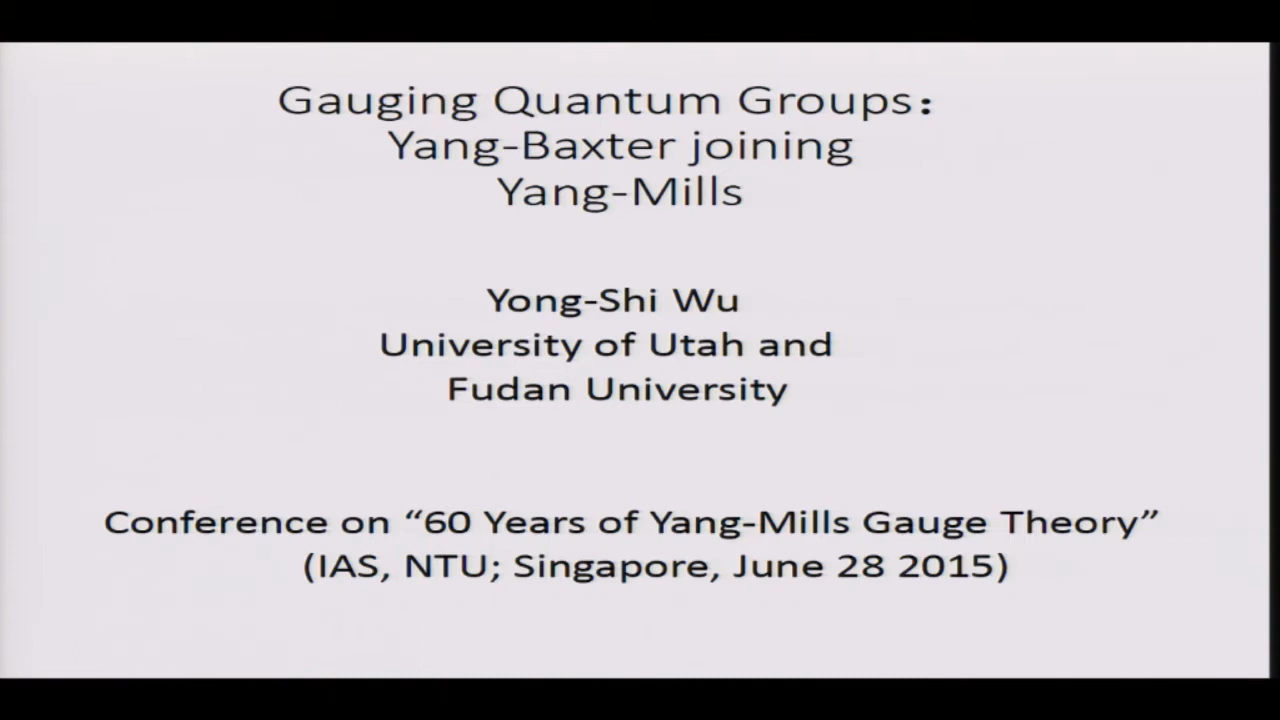 Gauging Quantum Groups:
Yang-Baxter joining
Yang-Mills
Yong-Shi Wu
University of Utah and
Fudan University
Conference on “60 Years of Yang-Mills Gauge Theory”
(IAS, NTU; Singapore, June 28 2015)